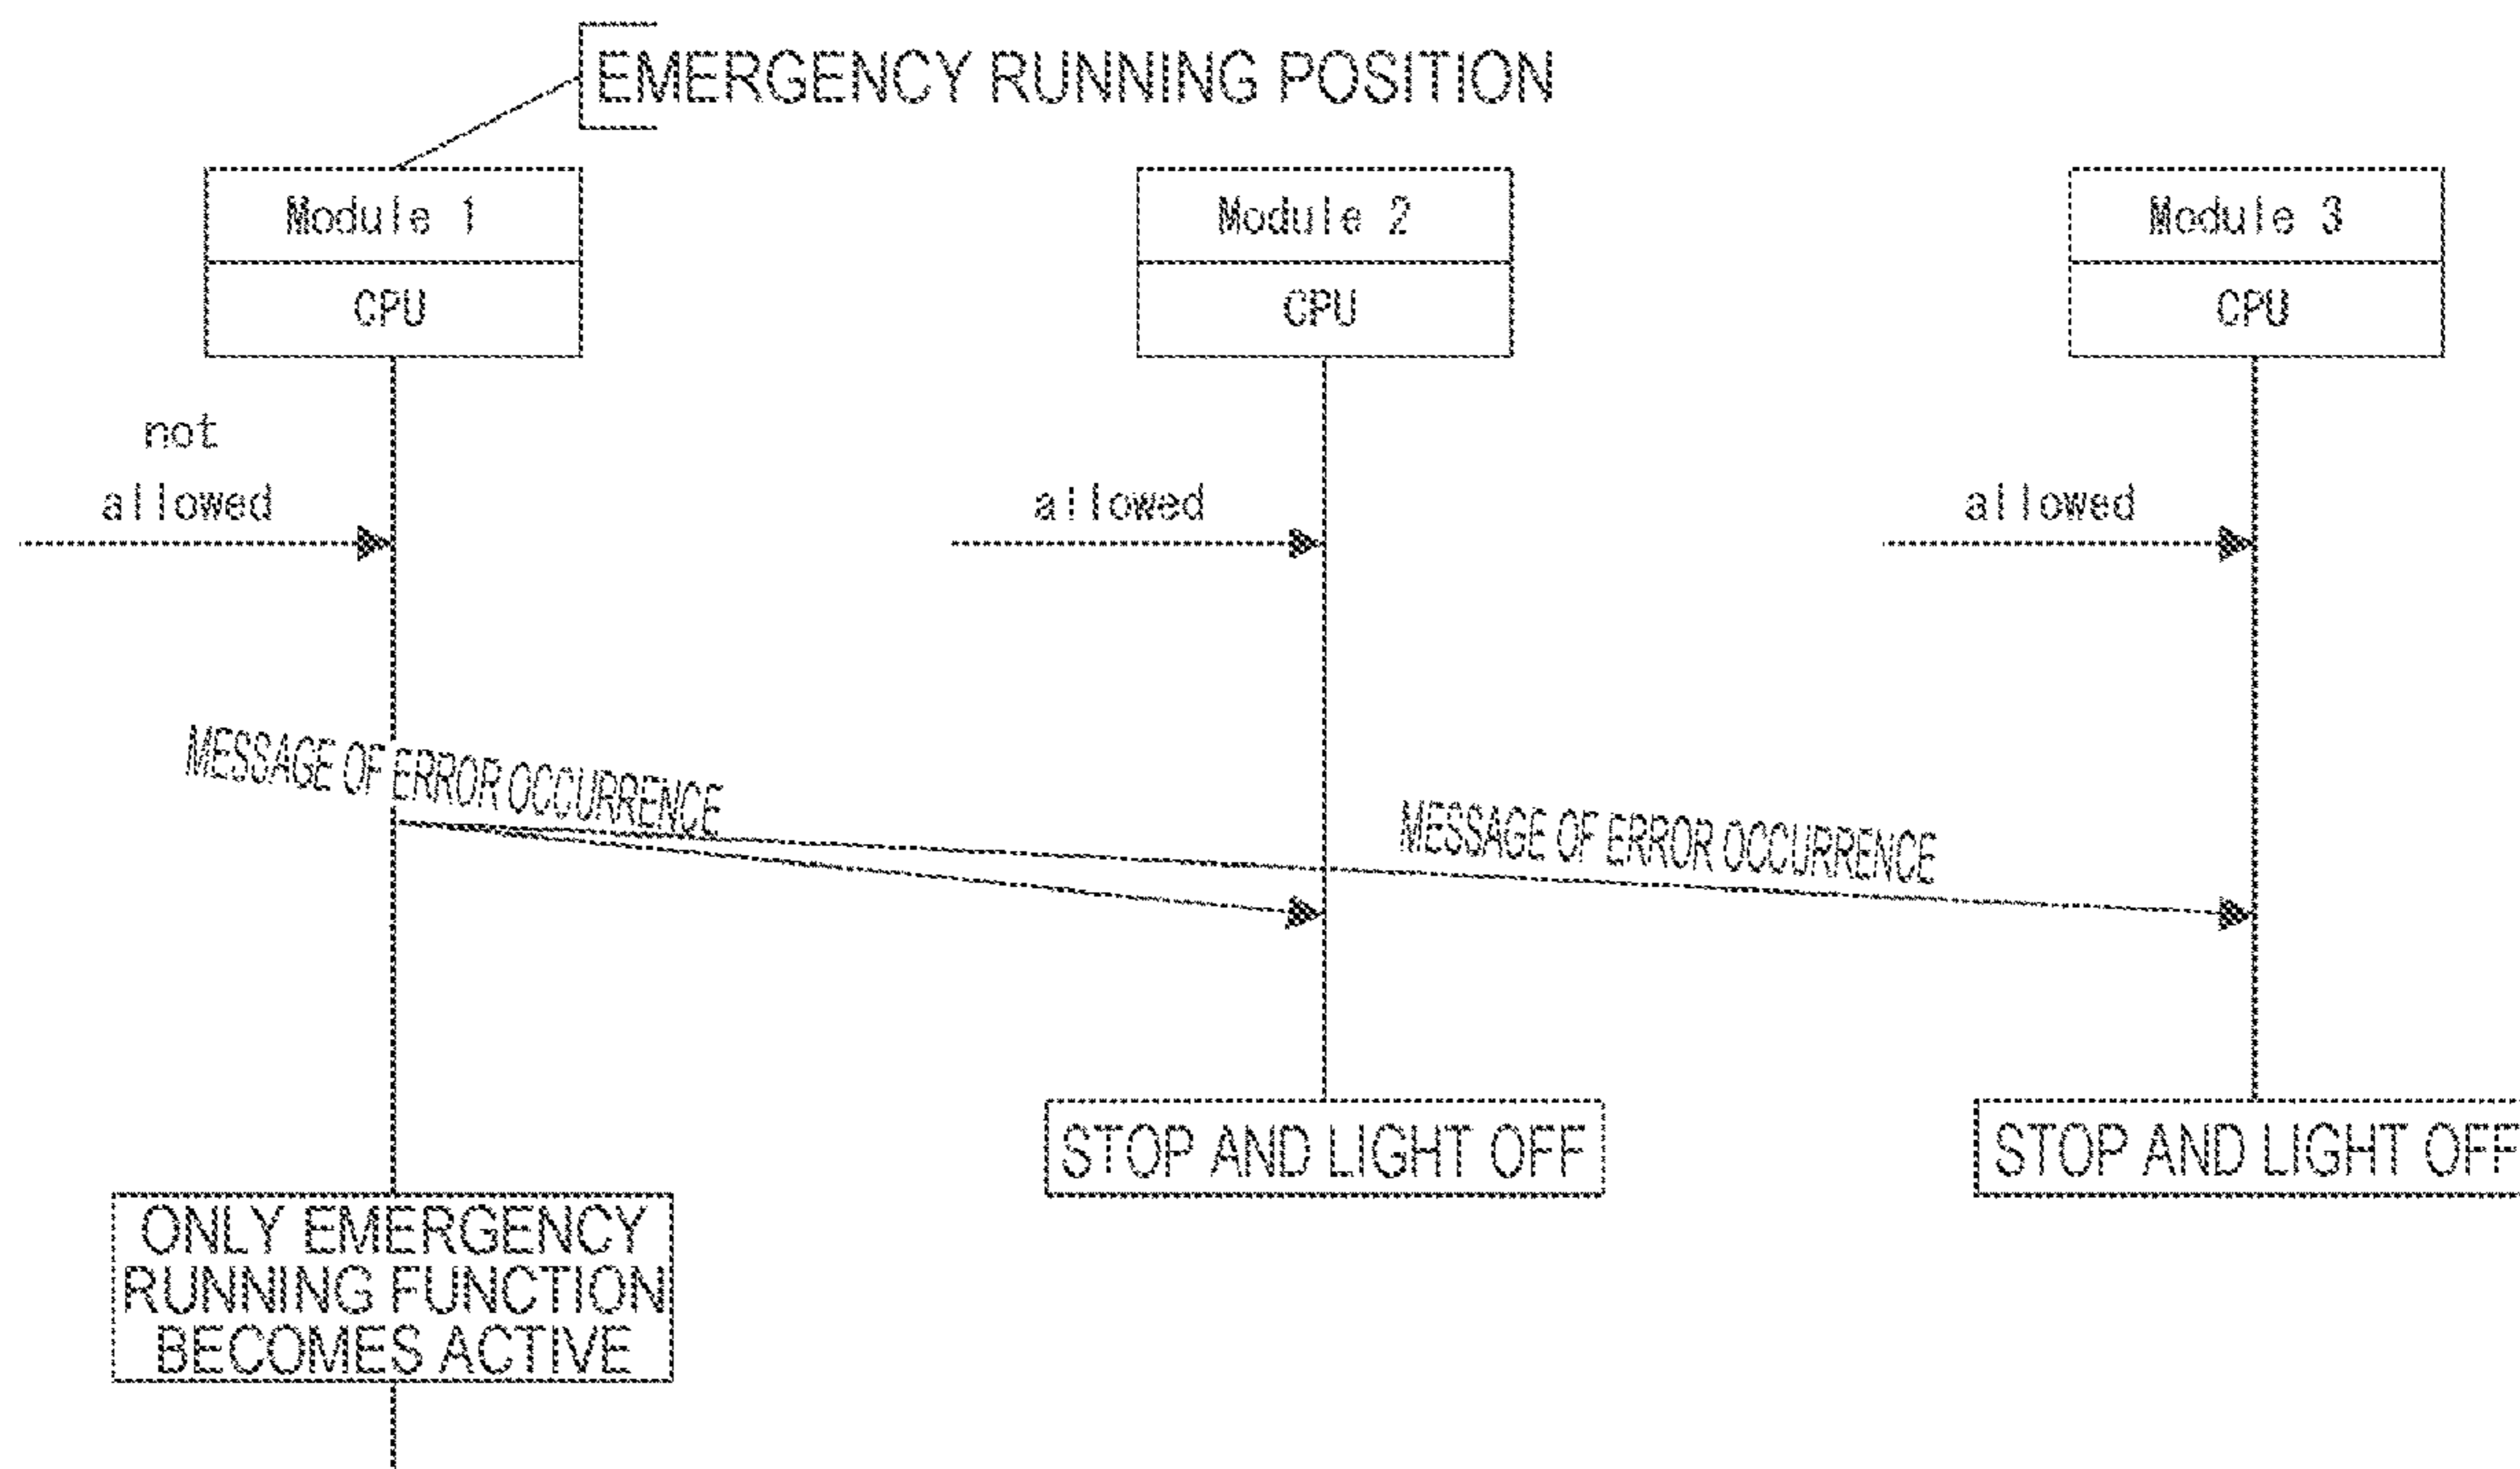 EMERGENCY RUNNING POSITION
Module 1
Module 2
Module 3
CPU
CPU
CPU
not
allowed
allowed
allowed
MESSAGE OF ERROR OCCURRENCE
MESSAGE OF ERROR OCCURRENCE
STOP AND LIGHT OFF
STOP AND LIGHT OFF
ONLY EMERGENCY
RUNNING FUNCTION
BECOMES ACTIVE